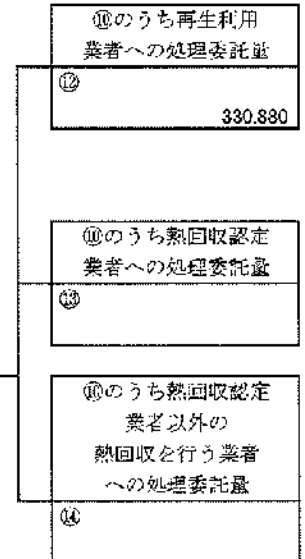 ⑩のうち再生利用
業者への処理委託量
⑫
330.880
⑩のうち熱回収認定
業者への処理委託量
⑬
⑩のうち熱回収認定
業者以外の
熱回収を行う業者
への処理委託量
⑭